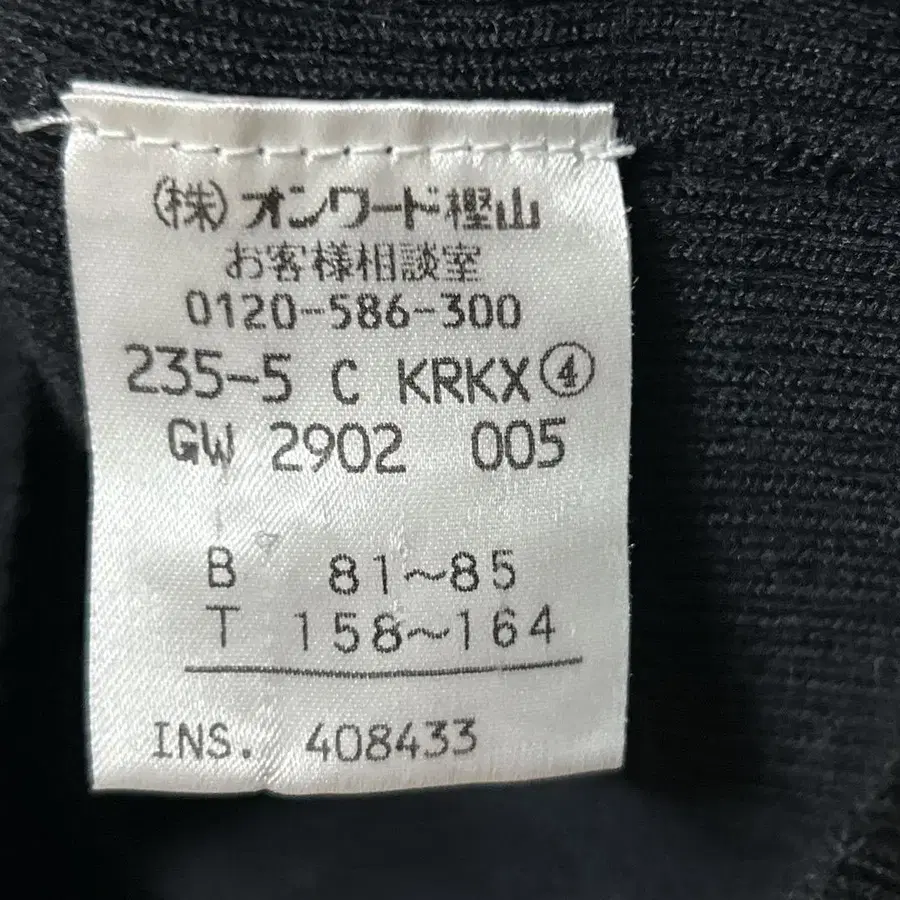 (株)オンワード樫山
お客様相談室
0120-586-300
235-5 C KRKX④
GW 2902 005
B 81~85
T 158~164
INS. 408433